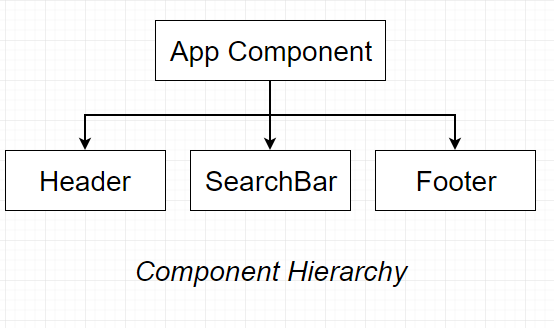 App Component
Header
SearchBar
Footer
Component Hierarchy